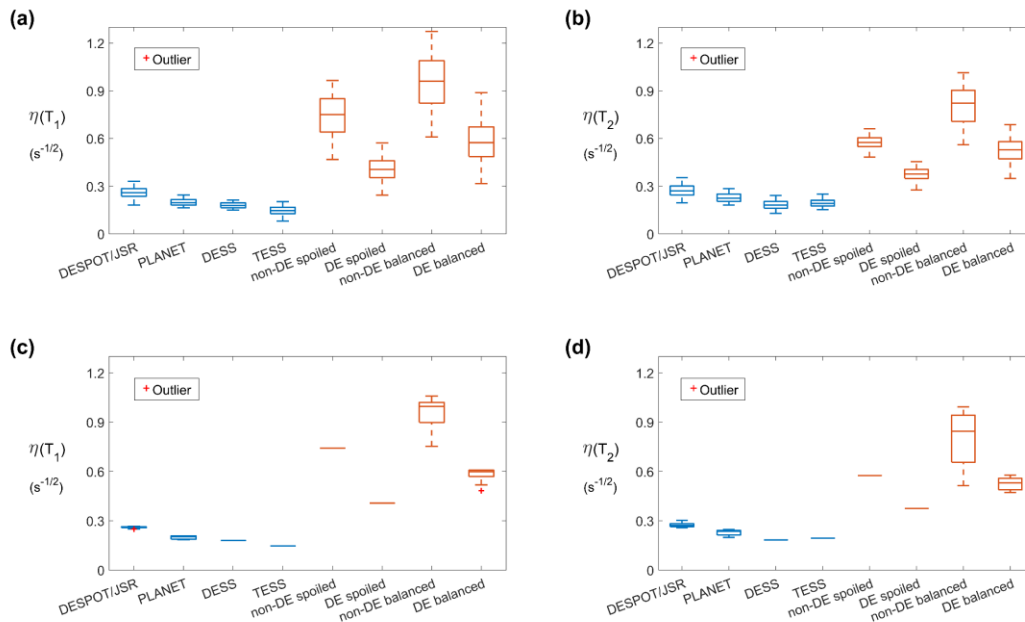 (a)
1.2
0.9
0.6
0.3
0
η(T1)
(s-1/2)
+ Outlier
DESPOT/JSR
PLANET
DESS
TESS
non-DE spoiled
DE spoiled
non-DE balanced
DE balanced
(b)
1.2
0.9
0.6
0.3
0
η(T2)
(s-1/2)
+ Outlier
DESPOT/JSR
PLANET
DESS
TESS
non-DE spoiled
DE spoiled
non-DE balanced
DE balanced
(c)
1.2
0.9
0.6
0.3
0
η(T1)
(s-1/2)
+ Outlier
DESPOT/JSR
PLANET
DESS
TESS
non-DE spoiled
DE spoiled
non-DE balanced
DE balanced
(d)
1.2
0.9
0.6
0.3
0
η(T2)
(s-1/2)
+ Outlier
DESPOT/JSR
PLANET
DESS
TESS
non-DE spoiled
DE spoiled
non-DE balanced
DE balanced